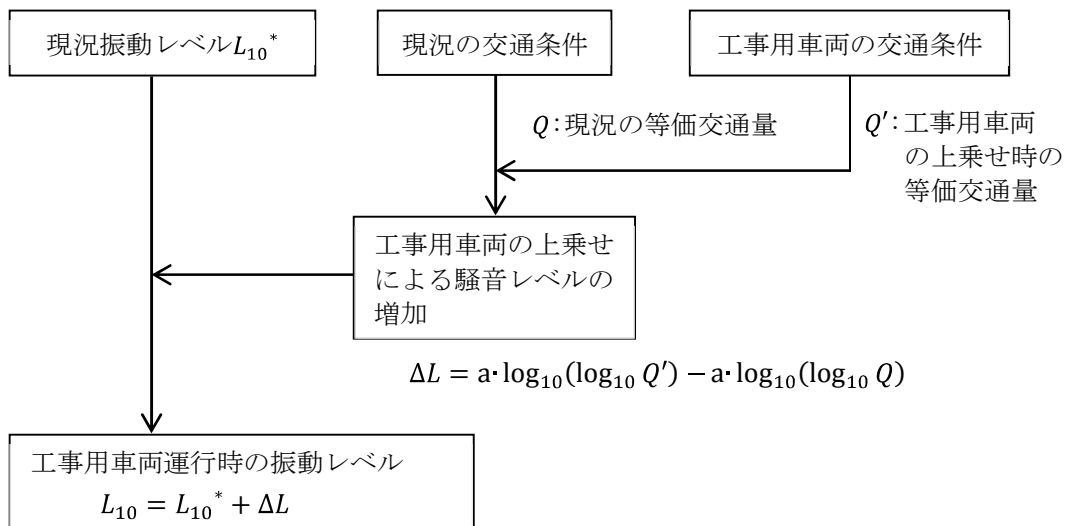 現況振動レベルL₁₀*
現況の交通条件
工事用車両の交通条件
Q：現況の等価交通量
Q′：工事用車両
の上乗せ時の
等価交通量
工事用車両の上乗せ
による騒音レベルの
増加
ΔL = a･log₁₀(log₁₀ Q′) − a･log₁₀(log₁₀ Q)
工事用車両運行時の振動レベル
L₁₀ = L₁₀* + ΔL